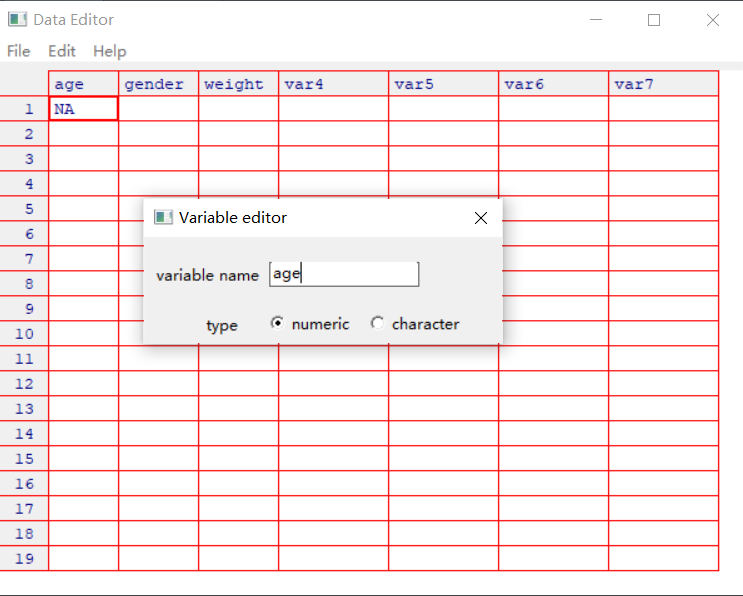 Data Editor
File Edit Help
age gender weight var4 var5 var6 var7
1 NA
2
3
4
5
Variable editor
6
7
variable name age
8
9
type numeric character
10
11
12
13
14
15
16
17
18
19